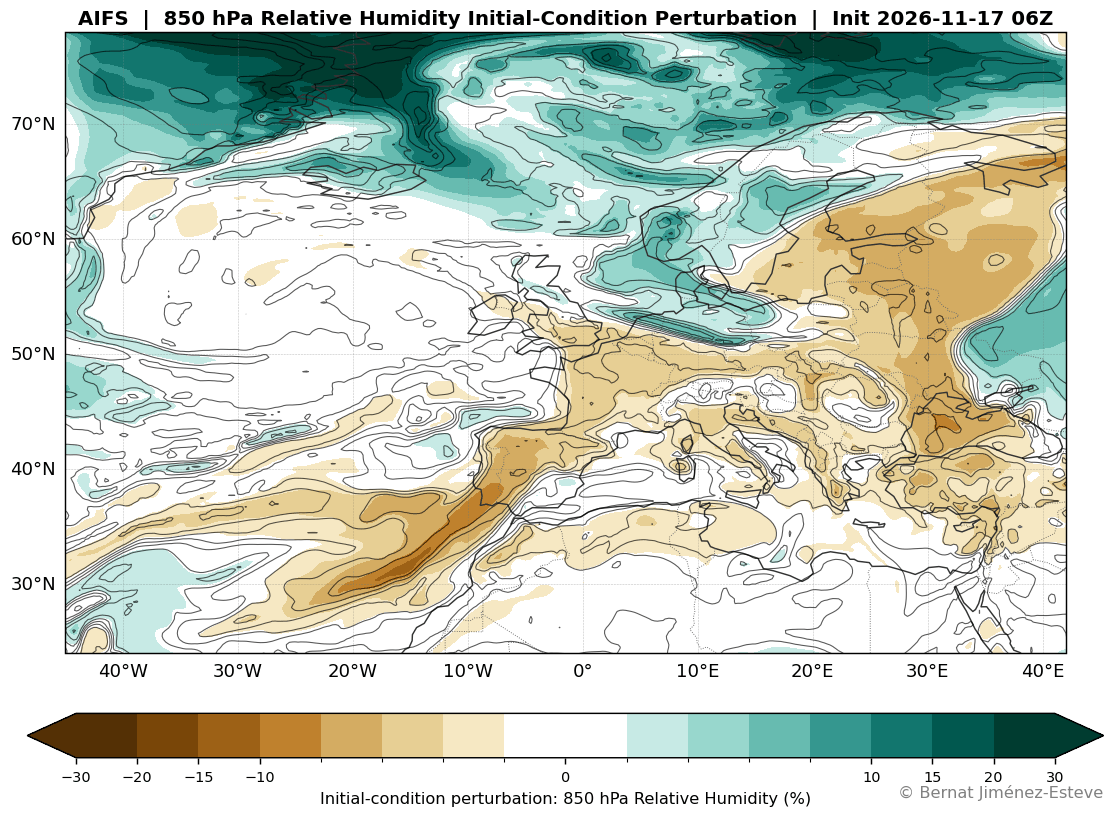 AIFS | 850 hPa Relative Humidity Initial-Condition Perturbation | Init 2026-11-17 06Z
70°N
60°N
50°N
40°N
30°N
40°W 30°W 20°W 10°W 0° 10°E 20°E 30°E 40°E
−30 −20 −15 −10 0 10 15 20 30
Initial-condition perturbation: 850 hPa Relative Humidity (%)
© Bernat Jiménez-Esteve